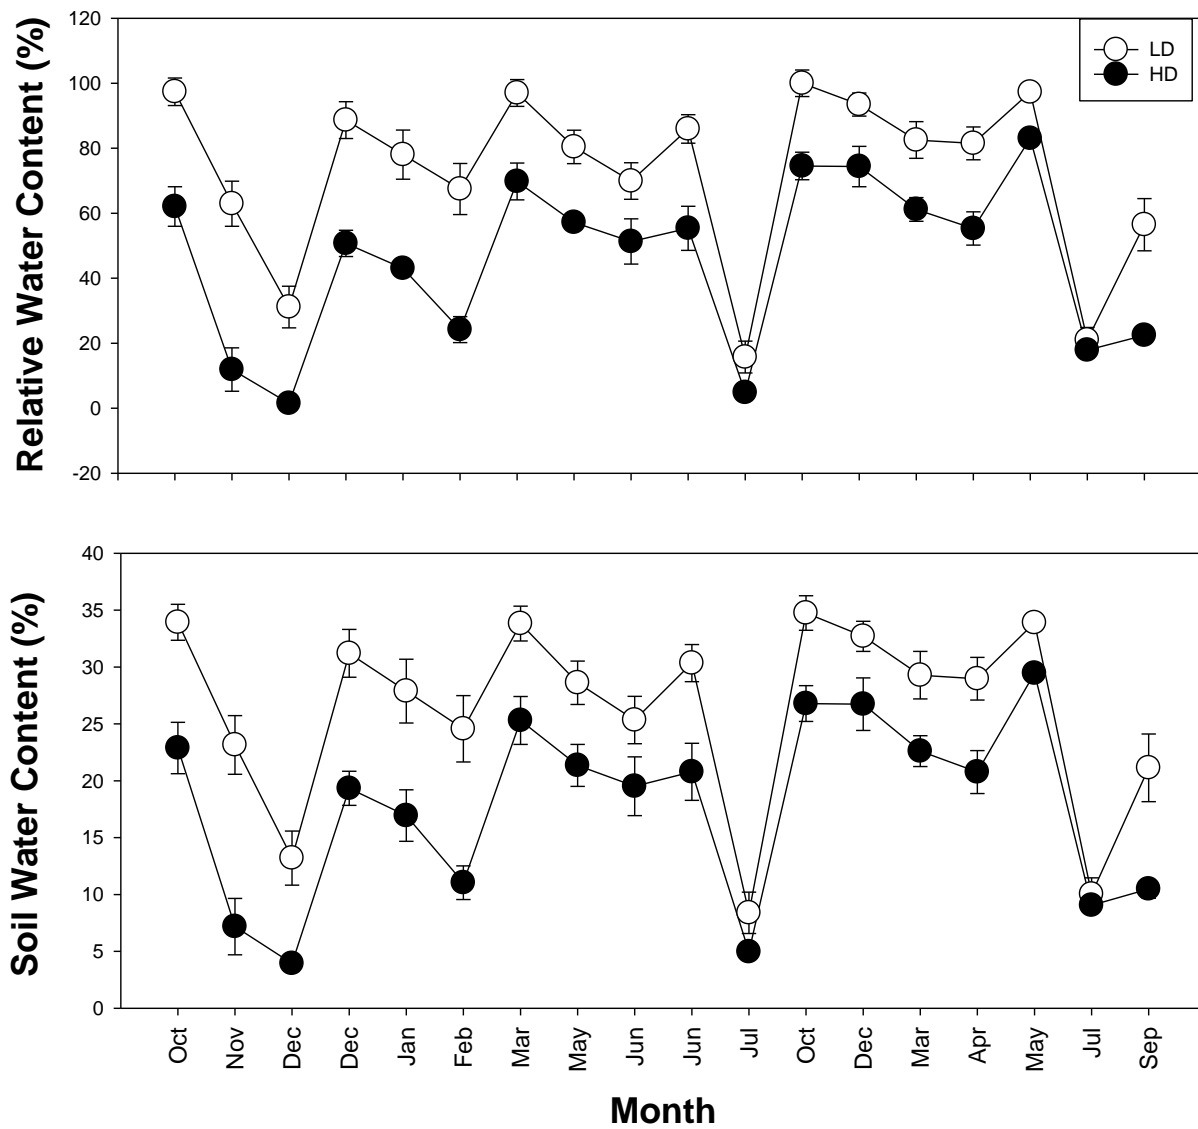 Relative Water Content (%)
120
100
80
60
40
20
0
-20
LD
HD
Soil Water Content (%)
40
35
30
25
20
15
10
5
0
Oct
Nov
Dec
Dec
Jan
Feb
Mar
May
Jun
Jun
Jul
Oct
Dec
Mar
Apr
May
Jul
Sep
Month